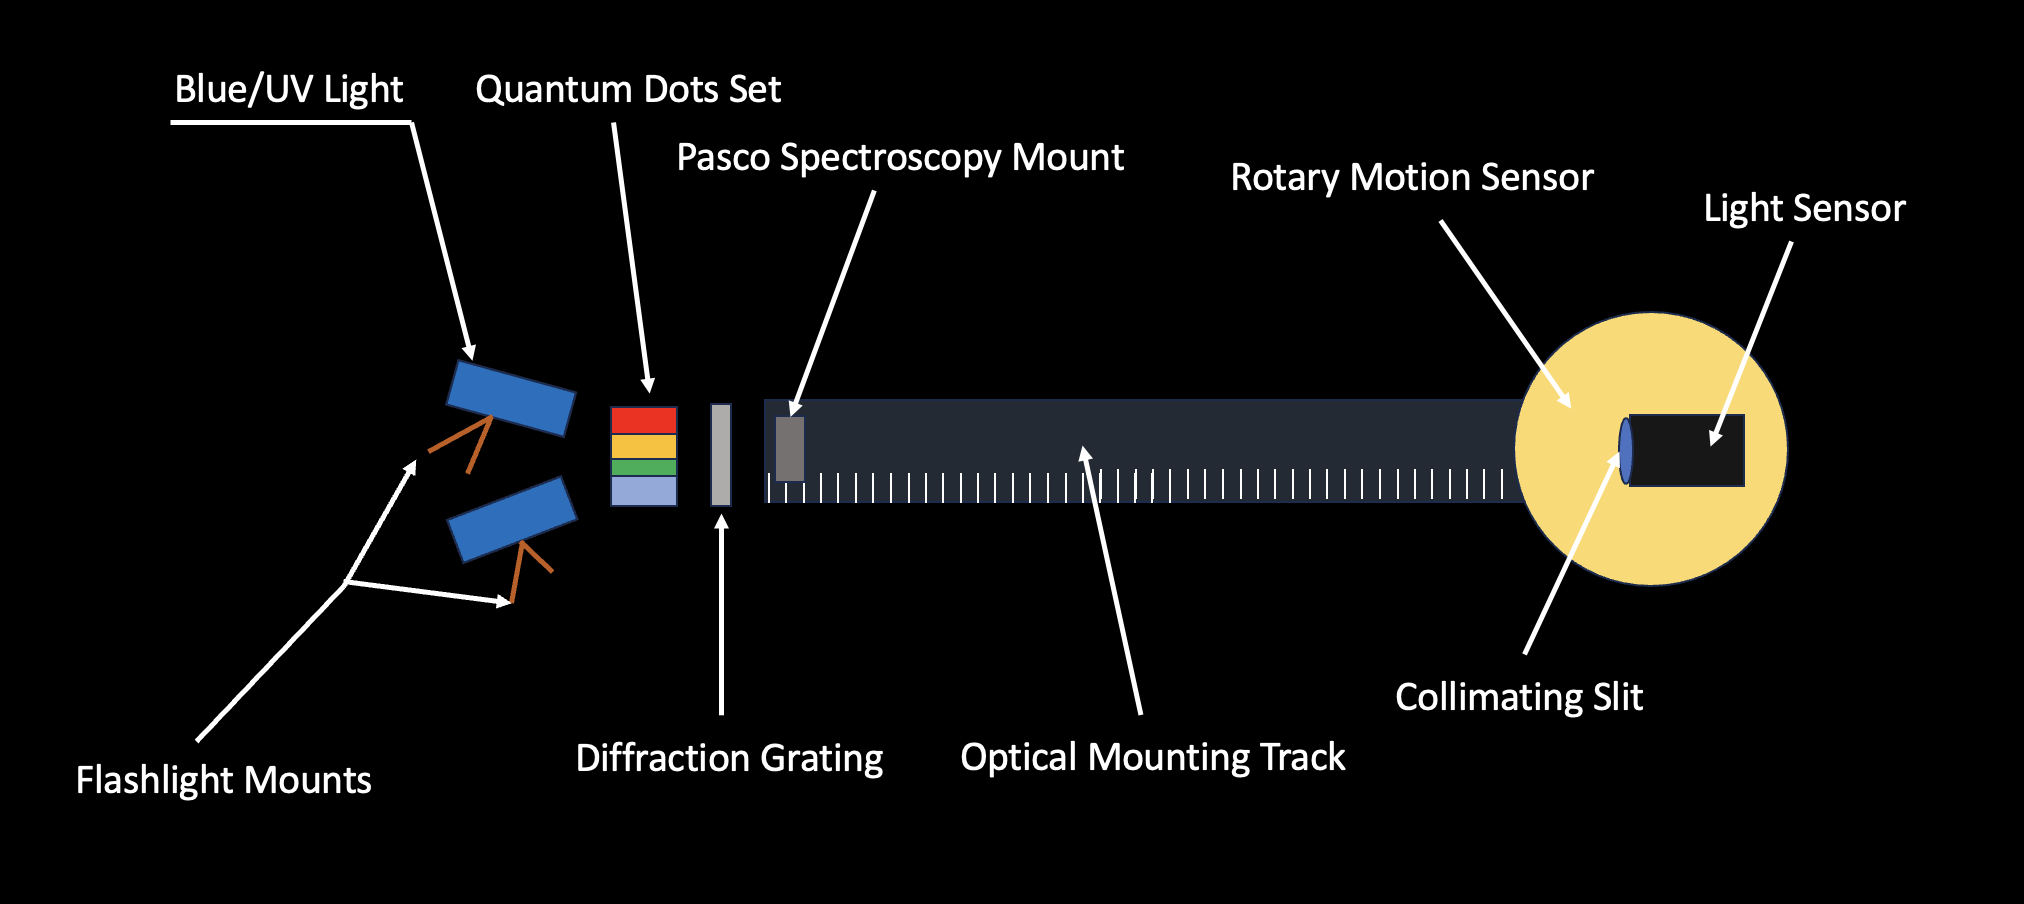 Blue/UV Light
Quantum Dots Set
Pasco Spectroscopy Mount
Rotary Motion Sensor
Light Sensor
Collimating Slit
Flashlight Mounts
Diffraction Grating
Optical Mounting Track